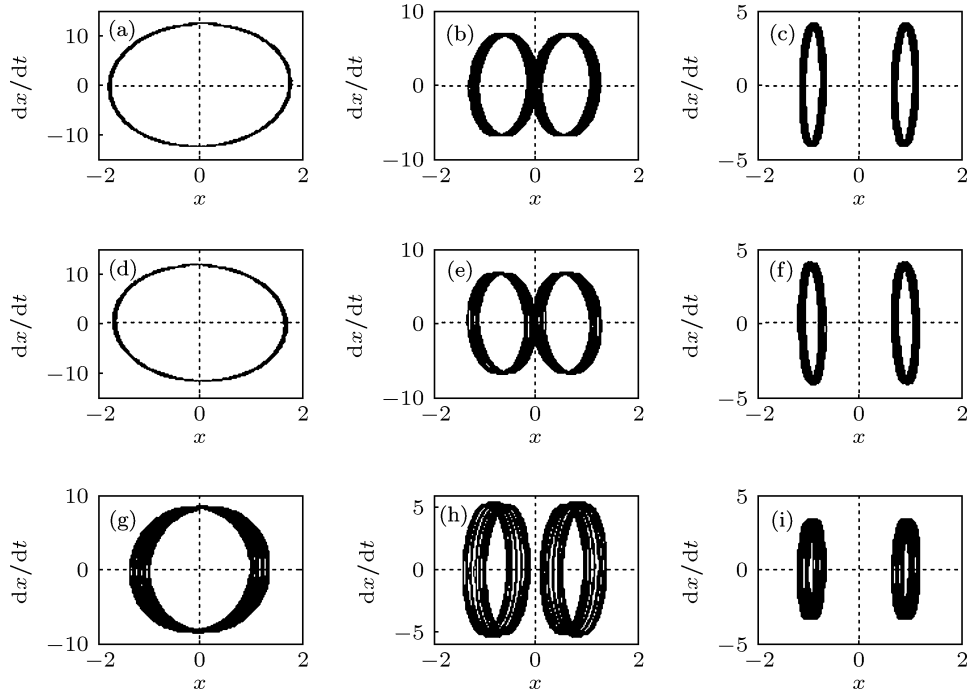 (a) (b) (c)
10 10 5
dx/dt 0 dx/dt 0 dx/dt 0
−10 −10 −5
−2 0 2 −2 0 2 −2 0 2
x x x
(d) (e) (f)
10 10 5
dx/dt 0 dx/dt 0 dx/dt 0
−10 −10 −5
−2 0 2 −2 0 2 −2 0 2
x x x
(g) (h) (i)
10 5 5
dx/dt 0 dx/dt 0 dx/dt 0
−10 −5 −5
−2 0 2 −2 0 2 −2 0 2
x x x